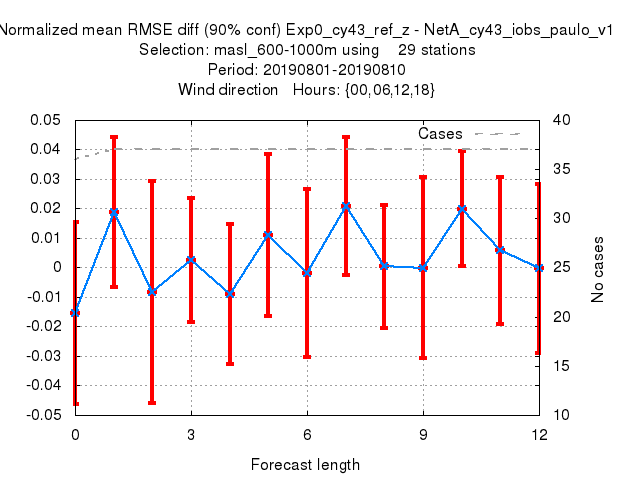 Normalized mean RMSE diff (90% conf) Exp0_cy43_ref_z - NetA_cy43_iobs_paulo_v1
Selection: masl_600-1000m using 29 stations
Period: 20190801-20190810
Wind direction Hours: {00,06,12,18}
Cases
0.05
0.04
0.03
0.02
0.01
0
-0.01
-0.02
-0.03
-0.04
-0.05
40
35
30
25
20
15
10
No cases
0 3 6 9 12
Forecast length